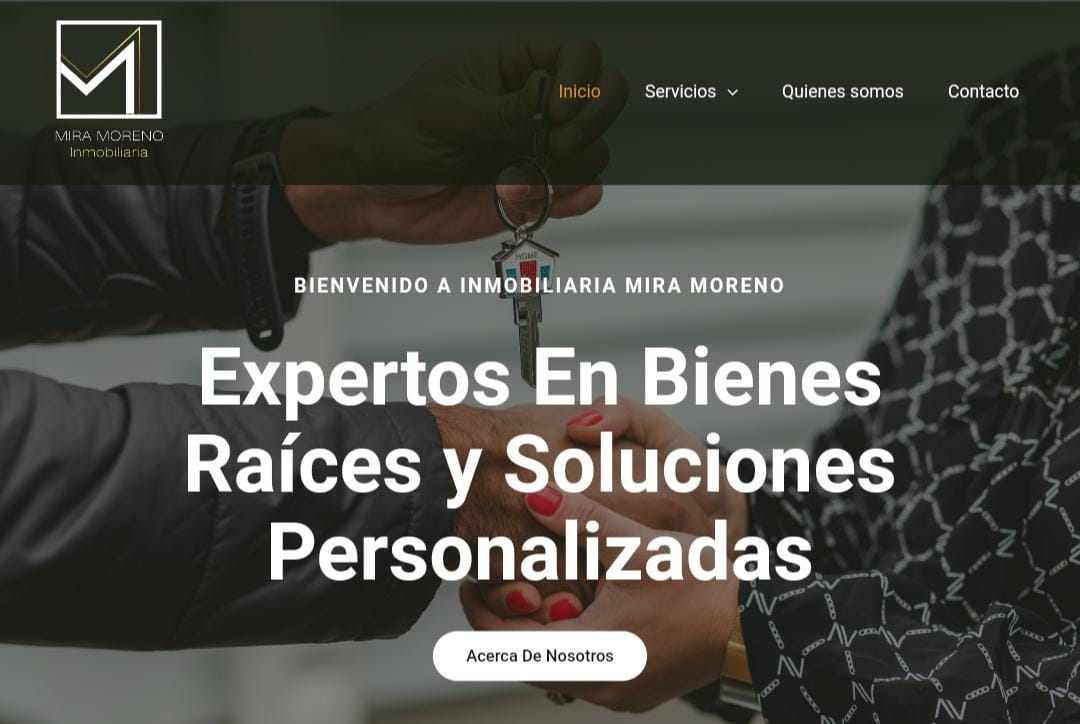 MIRA MORENO
Inmobiliaria
Inicio
Servicios
Quienes somos
Contacto
HOME
BIENVENIDO A INMOBILIARIA MIRA MORENO
Expertos En Bienes
Raíces y Soluciones
Personalizadas
Acerca De Nosotros